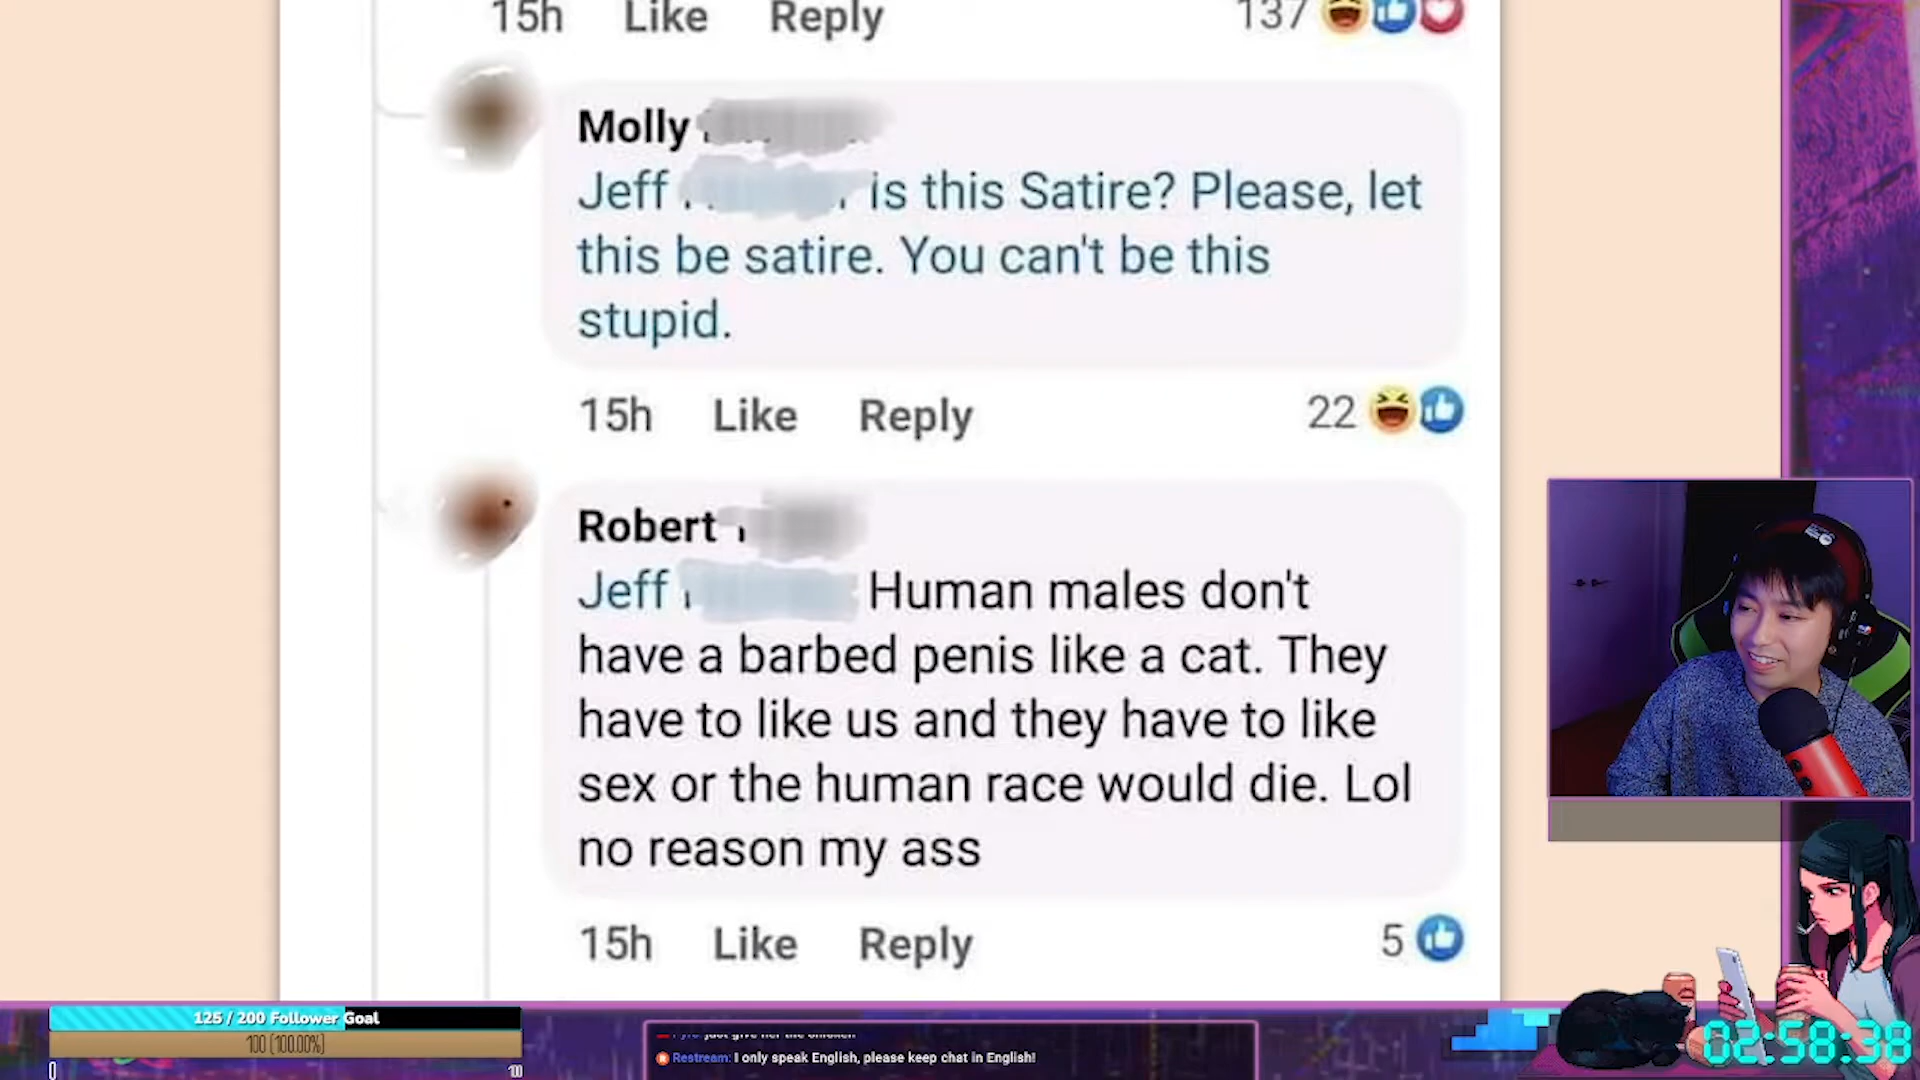 15h Like Reply 137
Molly
Jeff is this Satire? Please, let
this be satire. You can't be this
stupid.
15h Like Reply 22
Robert
Jeff Human males don't
have a barbed penis like a cat. They
have to like us and they have to like
sex or the human race would die. Lol
no reason my ass
15h Like Reply 5
125 / 200 Follower Goal
100 (100.00%)
0 100
Restream: I only speak English, please keep chat in English!
02:58:38